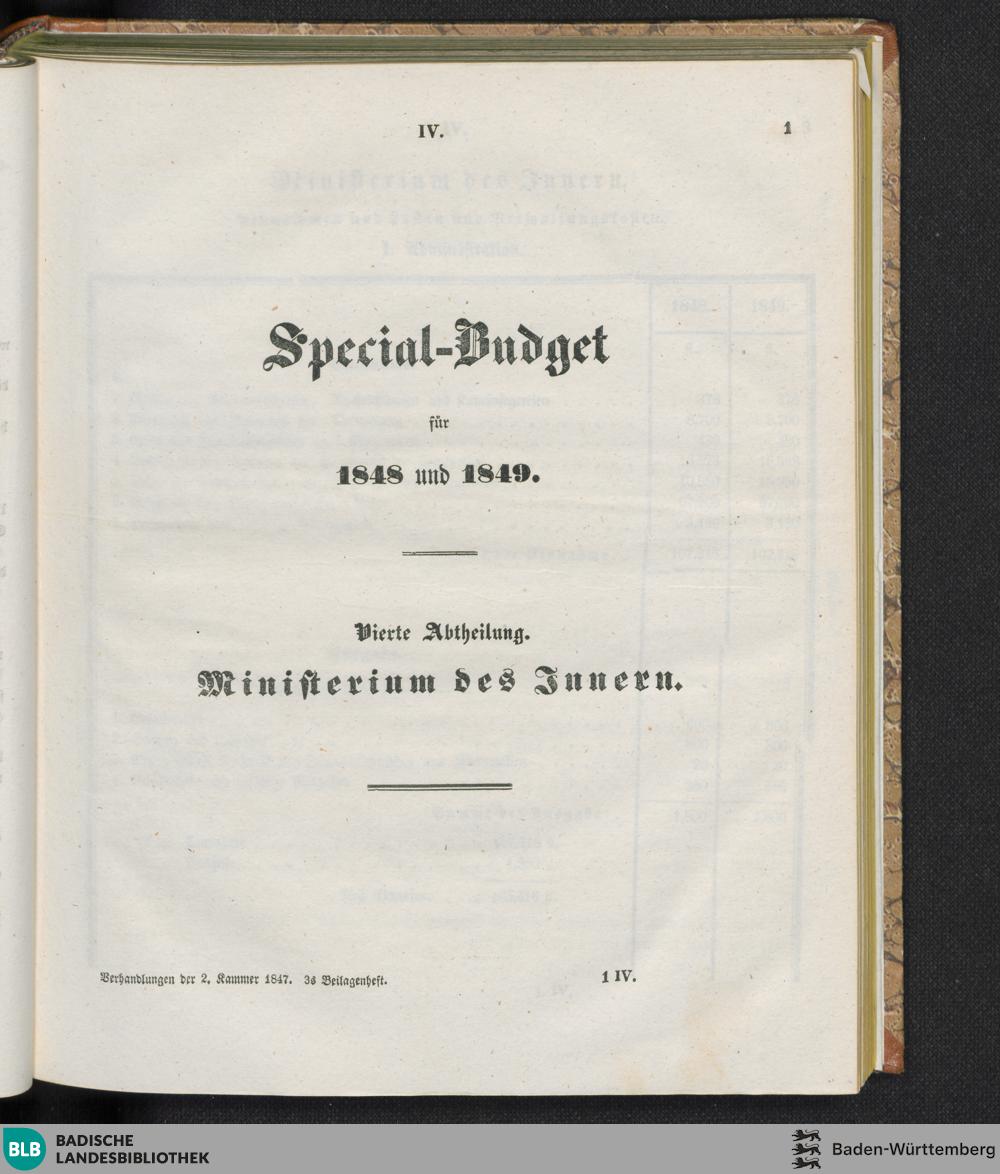 IV.
1
Special-Budget
für
1848 und 1849.
Vierte Abtheilung.
Ministerium des Innern.
Verhandlungen der 2. Kammer 1847. 3s Beilagenheft.
1 IV.
BLB
BADISCHE
LANDESBIBLIOTHEK
Baden-Württemberg